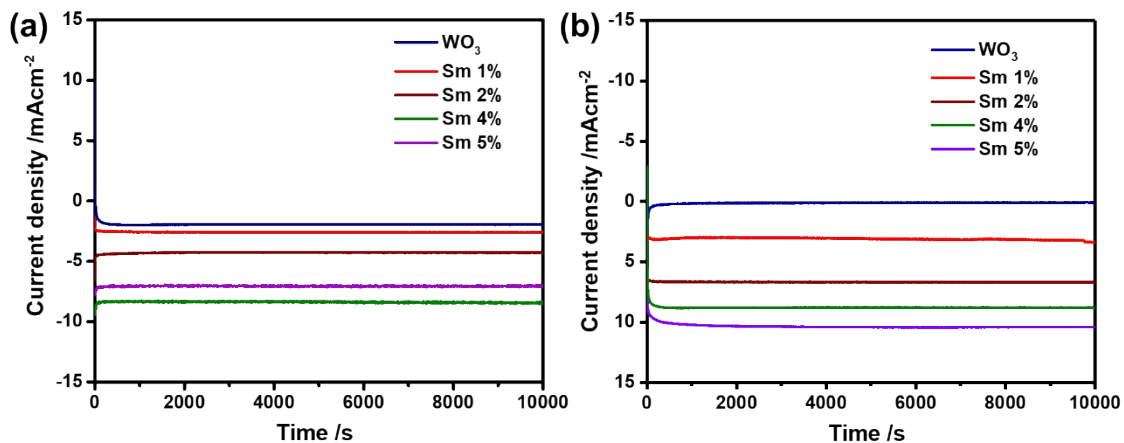 (a)
Current density /mAcm⁻²
15
10
5
0
-5
-10
-15
WO₃
Sm 1%
Sm 2%
Sm 4%
Sm 5%
0 2000 4000 6000 8000 10000
Time /s
(b)
Current density /mAcm⁻²
-15
-10
-5
0
5
10
15
WO₃
Sm 1%
Sm 2%
Sm 4%
Sm 5%
0 2000 4000 6000 8000 10000
Time /s